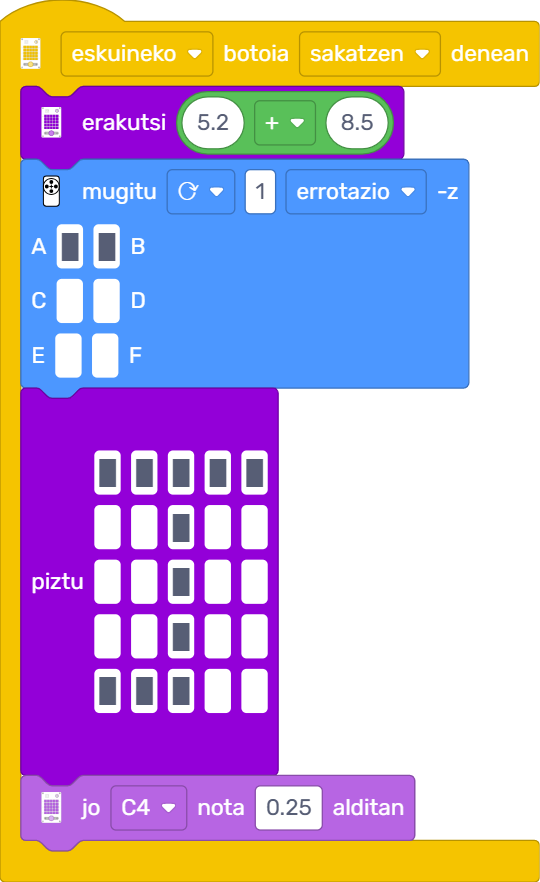 eskuineko botoia sakatzen denean
erakutsi 5.2 + 8.5
mugitu 1 errotazio -z
A B
C D
E F
piztu
jo C4 nota 0.25 alditan